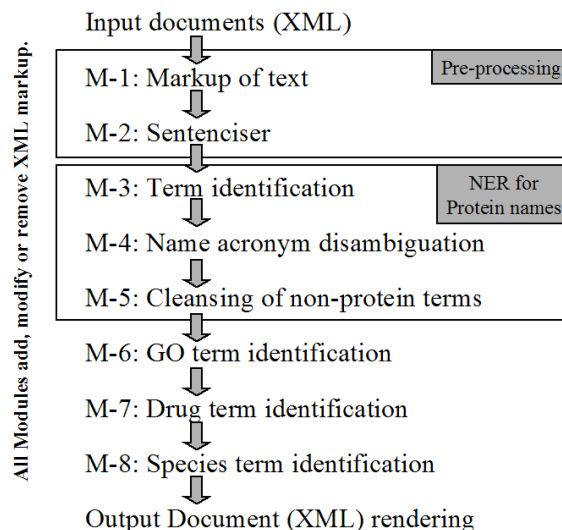 Input documents (XML)
Pre-processing
M-1: Markup of text
M-2: Sentenciser
NER for
Protein names
M-3: Term identification
M-4: Name acronym disambiguation
M-5: Cleansing of non-protein terms
M-6: GO term identification
M-7: Drug term identification
M-8: Species term identification
Output Document (XML) rendering
All Modules add, modify or remove XML markup.